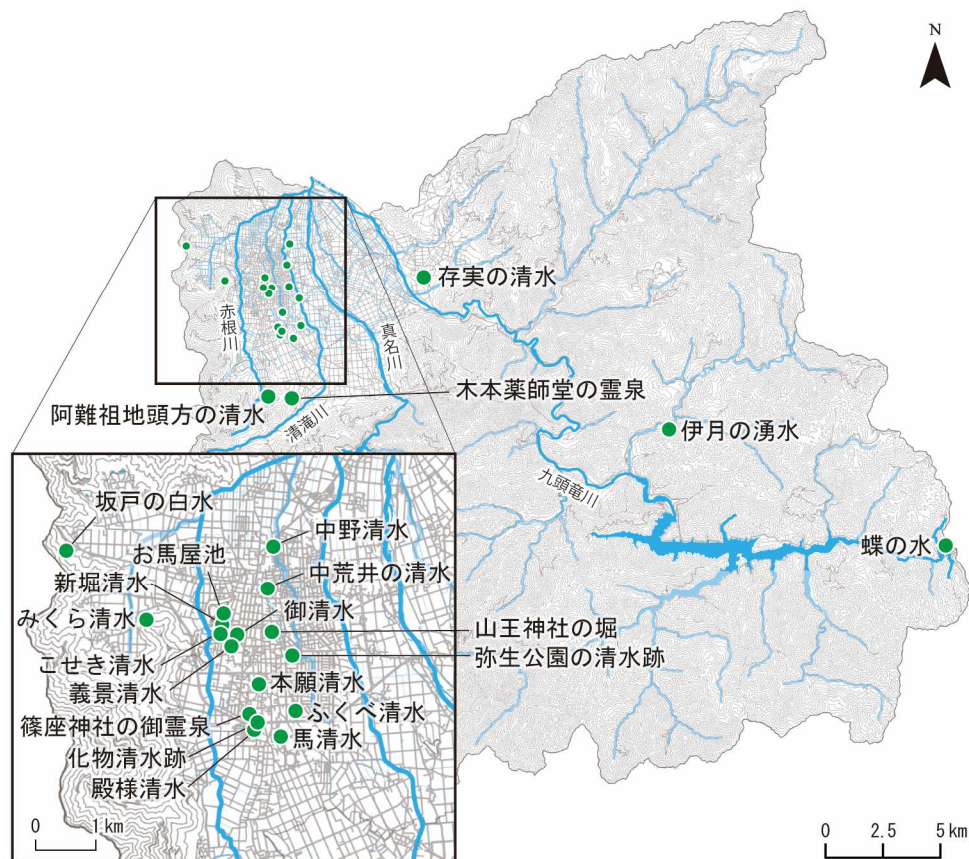 N
存実の清水
赤根川
真名川
木本薬師堂の霊泉
阿難祖地頭方の清水
清滝川
伊月の湧水
九頭竜川
蝶の水
坂戸の白水
中野清水
お馬屋池
中荒井の清水
新堀清水
御清水
みくら清水
山王神社の堀
こせき清水
弥生公園の清水跡
義景清水
本願清水
ふくべ清水
篠座神社の御霊泉
馬清水
化物清水跡
殿様清水
0 1km
0 2.5 5km